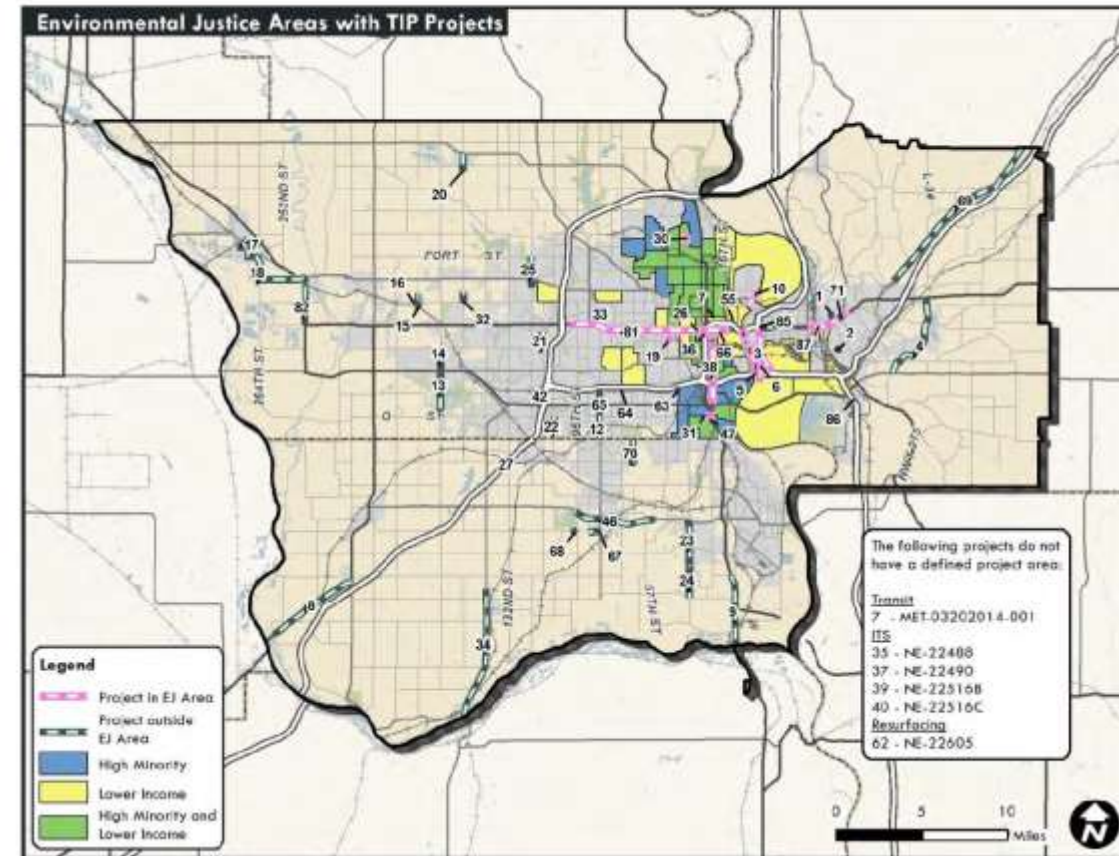 Environmental Justice Areas with TIP Projects
20
252ND ST
69
17
30
FORT ST
18
25
16
7
55
10
1
71
82
15
32
33
26
85
81
2
21
19
36
66
87
3
14
264TH ST
38
13
42
65
64
63
5
6
96TH S
86
22
12
31
47
27
70
46
23
68
67
The following projects do not
have a defined project area:
Transit
7 - MET-03202014-001
ITS
35 - NE-22488
37 - NE-22490
39 - NE-22516B
40 - NE-22516C
Resurfacing
62 - NE-22605
24
132ND ST
57TH ST
8
9
34
Legend
Project in EJ Area
Project outside
EJ Area
High Minority
Lower Income
High Minority and
Lower Income
0 5 10
Miles
N